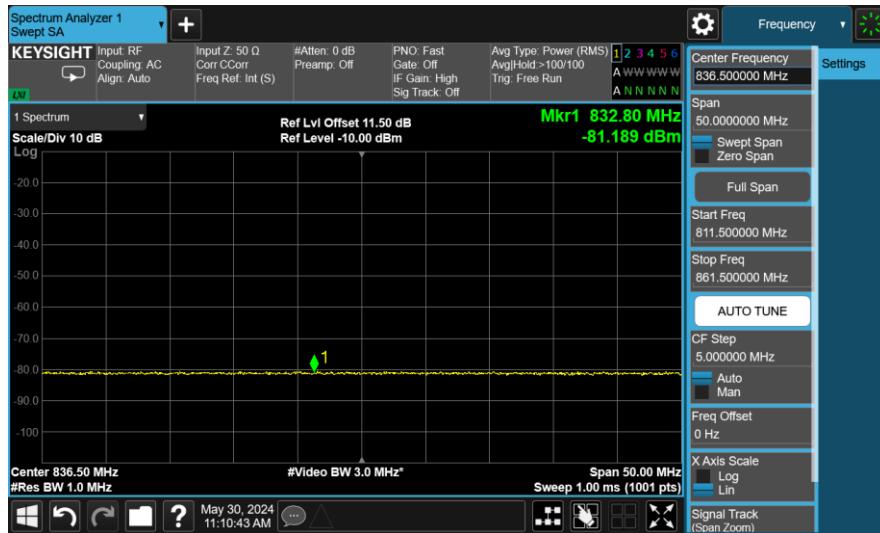 Spectrum Analyzer 1
Swept SA
+
Frequency
KEYSIGHT
Input: RF
Coupling: AC
Align: Auto
Input Z: 50 Ω
Corr CCorr
Freq Ref: Int (S)
#Atten: 0 dB
Preamp: Off
PNO: Fast
Gate: Off
IF Gain: High
Sig Track: Off
Avg Type: Power (RMS)
Avg|Hold:>100/100
Trig: Free Run
1 2 3 4 5 6
A W W W W W
A N N N N N
LXI
1 Spectrum
Scale/Div 10 dB
Log
Ref Lvl Offset 11.50 dB
Ref Level -10.00 dBm
Mkr1 832.80 MHz
-81.189 dBm
-20.0
-30.0
-40.0
-50.0
-60.0
-70.0
-80.0
-90.0
-100
1
Center 836.50 MHz
#Res BW 1.0 MHz
#Video BW 3.0 MHz*
Span 50.00 MHz
Sweep 1.00 ms (1001 pts)
Center Frequency
836.500000 MHz
Settings
Span
50.0000000 MHz
Swept Span
Zero Span
Full Span
Start Freq
811.500000 MHz
Stop Freq
861.500000 MHz
AUTO TUNE
CF Step
5.000000 MHz
Auto
Man
Freq Offset
0 Hz
X Axis Scale
Log
Lin
Signal Track
(Span Zoom)
?
May 30, 2024
11:10:43 AM